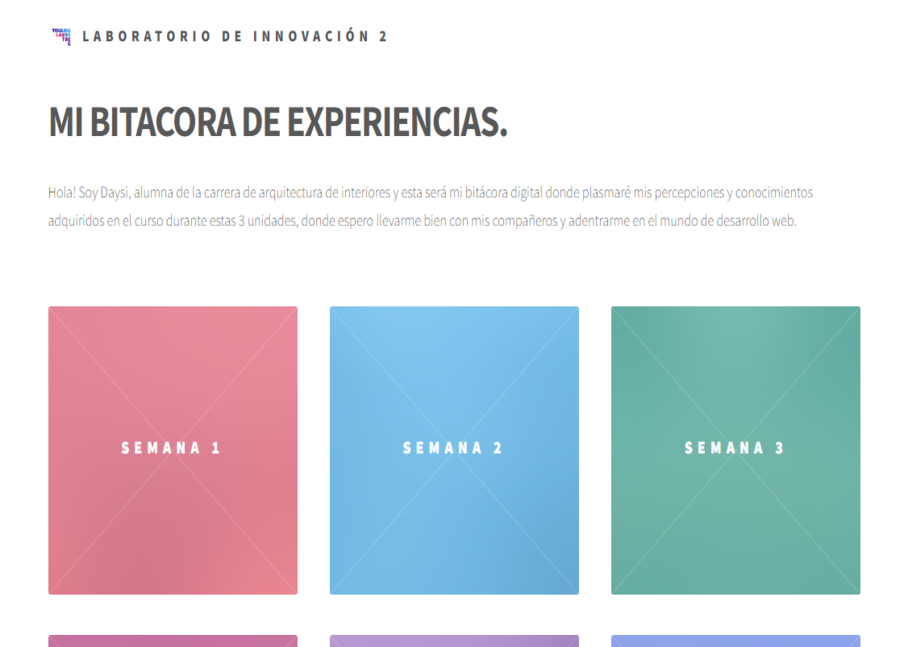 LABORATORIO DE INNOVACIÓN 2
MI BITACORA DE EXPERIENCIAS.
Hola! Soy Daysi, alumna de la carrera de arquitectura de interiores y esta será mi bitácora digital donde plasmaré mis percepciones y conocimientos
adquiridos en el curso durante estas 3 unidades, donde espero llevarme bien con mis compañeros y adentrarme en el mundo de desarrollo web.
SEMANA 1
SEMANA 2
SEMANA 3